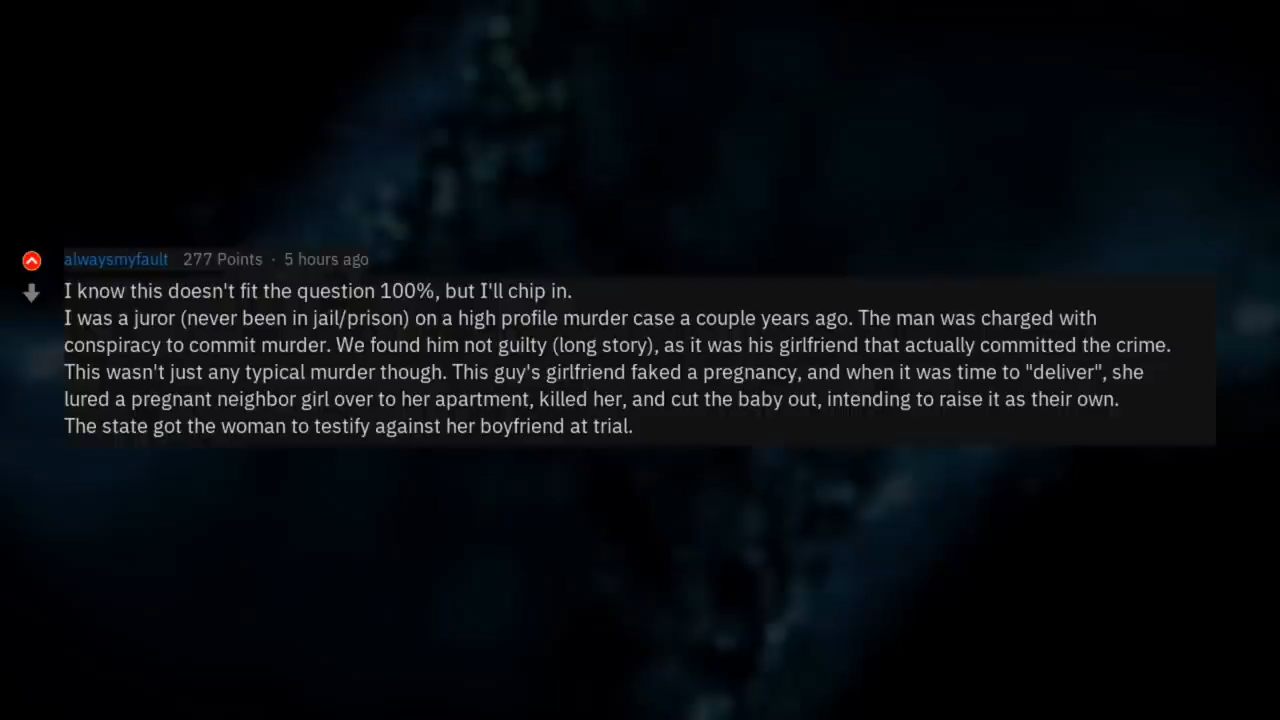 alwaysmyfault 277 Points · 5 hours ago
I know this doesn't fit the question 100%, but I'll chip in.
I was a juror (never been in jail/prison) on a high profile murder case a couple years ago. The man was charged with
conspiracy to commit murder. We found him not guilty (long story), as it was his girlfriend that actually committed the crime.
This wasn't just any typical murder though. This guy's girlfriend faked a pregnancy, and when it was time to "deliver", she
lured a pregnant neighbor girl over to her apartment, killed her, and cut the baby out, intending to raise it as their own.
The state got the woman to testify against her boyfriend at trial.